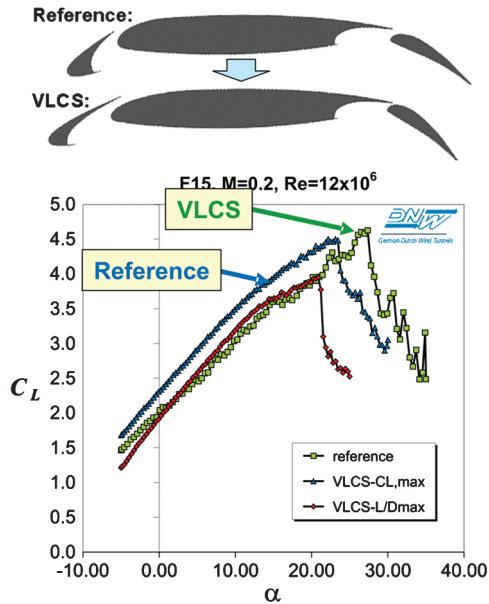 Reference:
VLCS:
F15, M=0.2, Re=12x10⁶
VLCS
Reference
DNW
German-Dutch Wind Tunnels
5.0
4.5
4.0
3.5
3.0
2.5
2.0
1.5
1.0
0.5
0.0
C_L
reference
VLCS-CL,max
VLCS-L/Dmax
-10.00 0.00 10.00 20.00 30.00 40.00
α